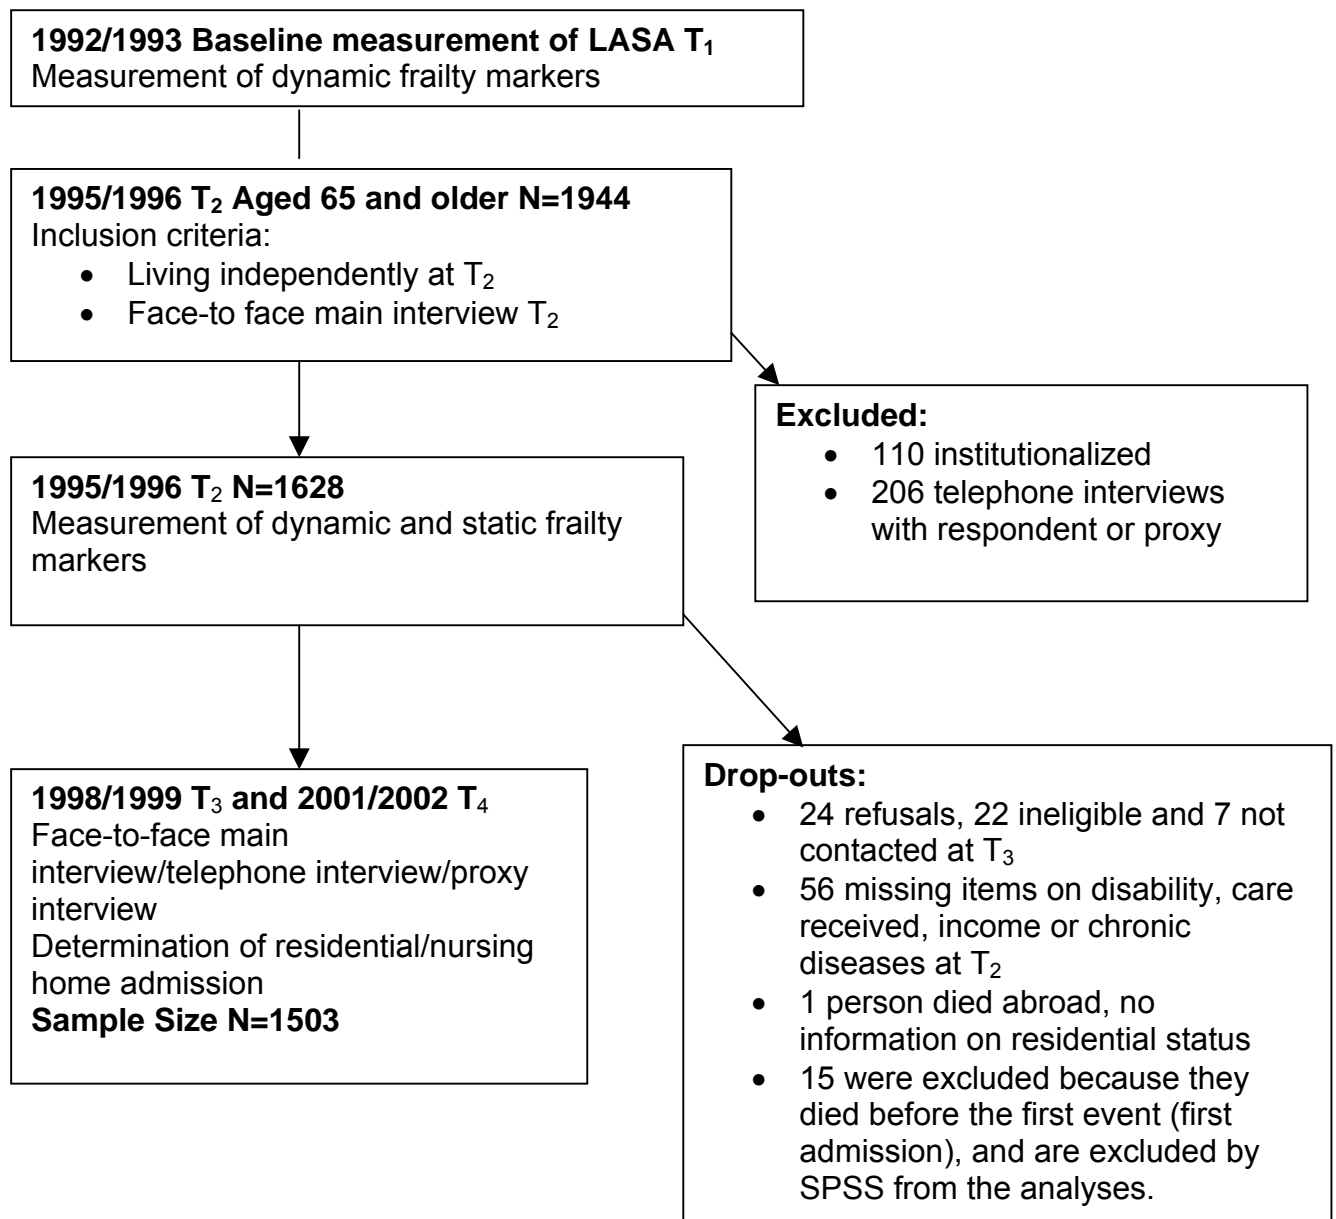 1992/1993 Baseline measurement of LASA T₁
Measurement of dynamic frailty markers
1995/1996 T₂ Aged 65 and older N=1944
Inclusion criteria:
• Living independently at T₂
• Face-to face main interview T₂
Excluded:
• 110 institutionalized
• 206 telephone interviews
with respondent or proxy
1995/1996 T₂ N=1628
Measurement of dynamic and static frailty
markers
1998/1999 T₃ and 2001/2002 T₄
Face-to-face main
interview/telephone interview/proxy
interview
Determination of residential/nursing
home admission
Sample Size N=1503
Drop-outs:
• 24 refusals, 22 ineligible and 7 not
contacted at T₃
• 56 missing items on disability, care
received, income or chronic
diseases at T₂
• 1 person died abroad, no
information on residential status
• 15 were excluded because they
died before the first event (first
admission), and are excluded by
SPSS from the analyses.